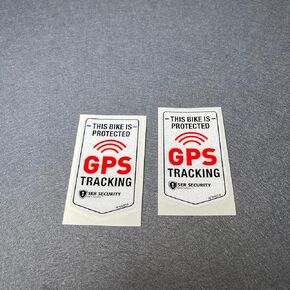 THIS BIKE IS
PROTECTED
GPS
TRACKING
SER SECURITY
THIS BIKE IS
PROTECTED
GPS
TRACKING
SER SECURITY